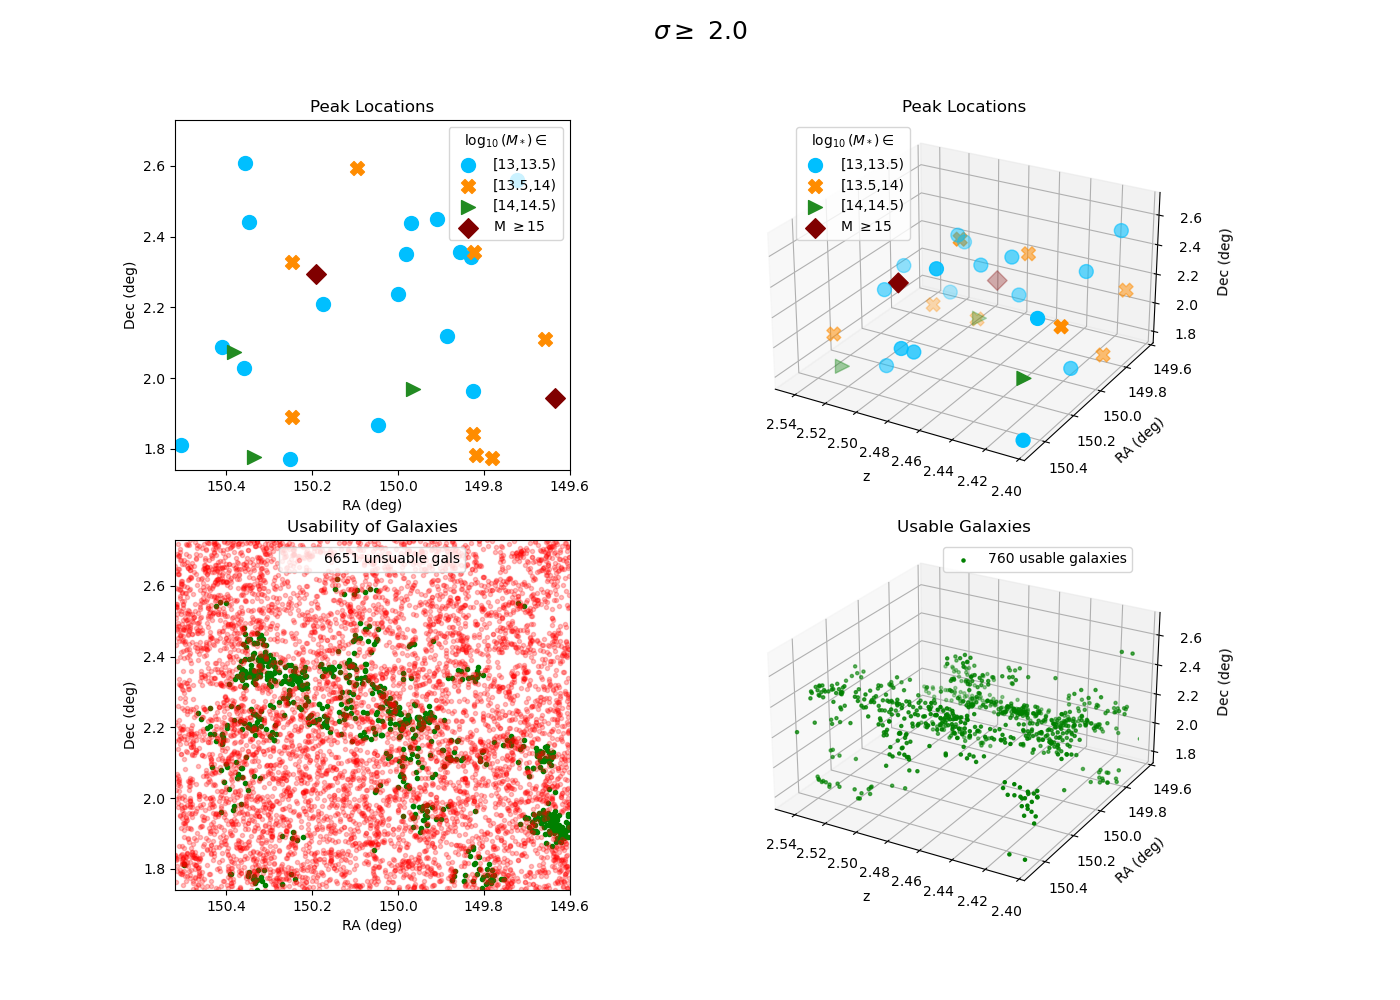 σ ≥ 2.0
Peak Locations
log₁₀(M*) ∈
[13,13.5)
[13.5,14)
[14,14.5)
M ≥15
2.6
2.4
2.2
2.0
1.8
Dec (deg)
150.4 150.2 150.0 149.8 149.6
RA (deg)
Peak Locations
log₁₀(M*) ∈
[13,13.5)
[13.5,14)
[14,14.5)
M ≥15
2.6
2.4
2.2
2.0
1.8
Dec (deg)
149.6
149.8
150.0
150.2
150.4
RA (deg)
2.54 2.52 2.50 2.48 2.46 2.44 2.42 2.40
z
Usability of Galaxies
6651 unsuable gals
2.6
2.4
2.2
2.0
1.8
Dec (deg)
150.4 150.2 150.0 149.8 149.6
RA (deg)
Usable Galaxies
760 usable galaxies
2.6
2.4
2.2
2.0
1.8
Dec (deg)
149.6
149.8
150.0
150.2
150.4
RA (deg)
2.54 2.52 2.50 2.48 2.46 2.44 2.42 2.40
z